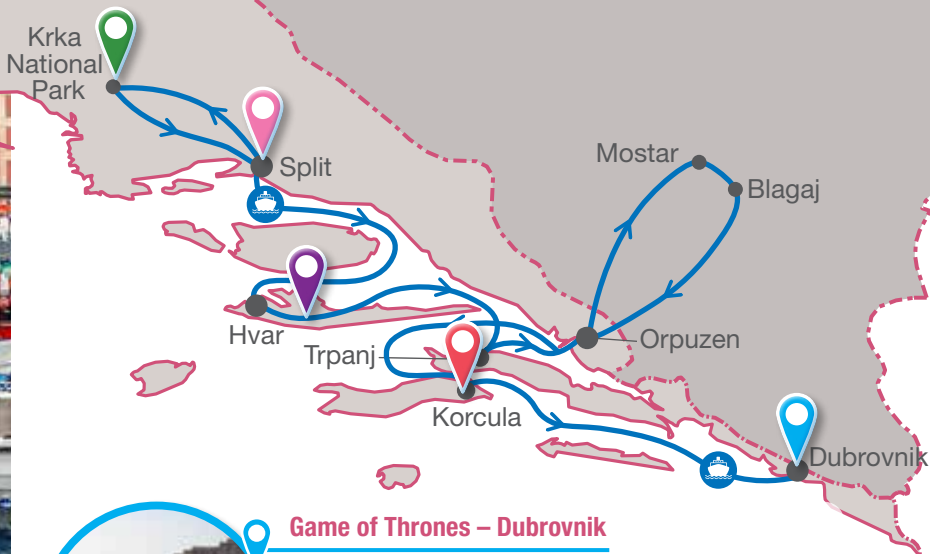 Krka
National
Park
Split
Mostar
Blagaj
Hvar
Trpanj
Orpuzen
Korcula
Dubrovnik
Game of Thrones – Dubrovnik